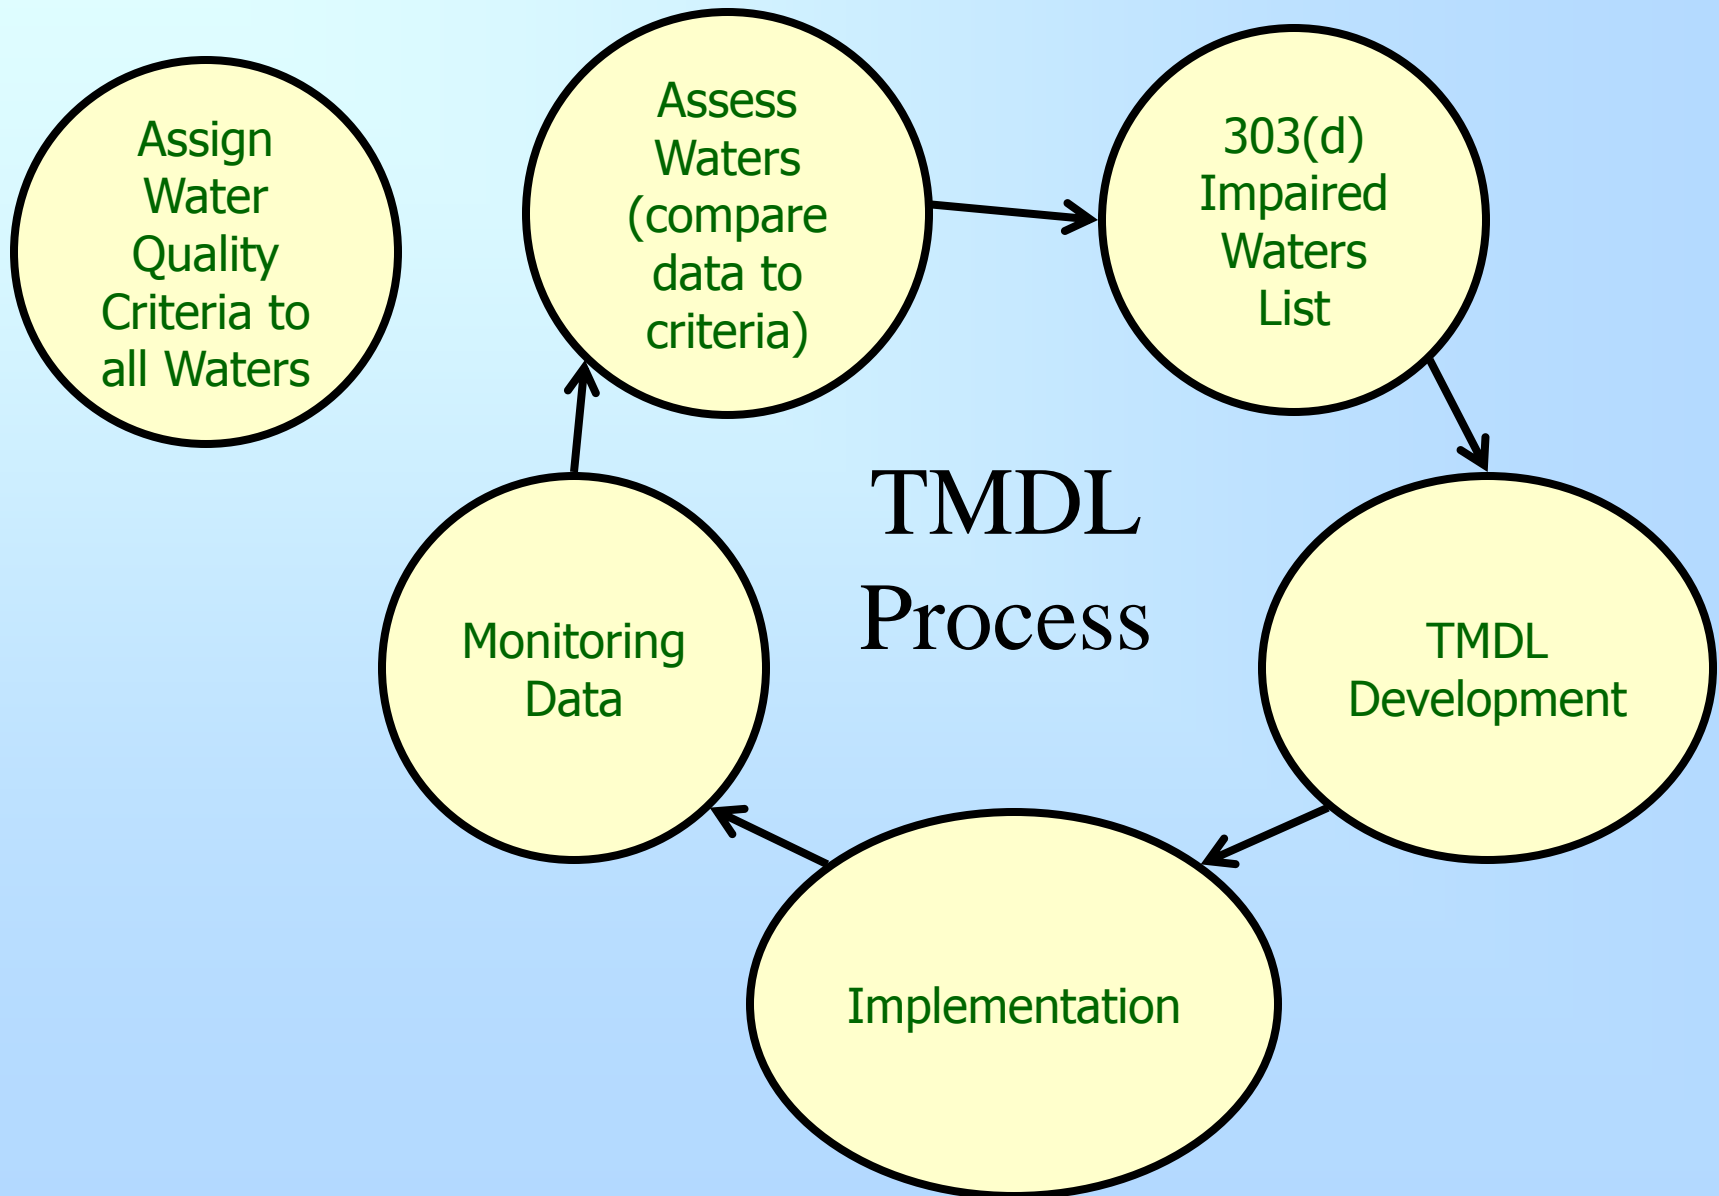 Assign
Water
Quality
Criteria to
all Waters
Assess
Waters
(compare
data to
criteria)
303(d)
Impaired
Waters
List
TMDL
Process
Monitoring
Data
TMDL
Development
Implementation